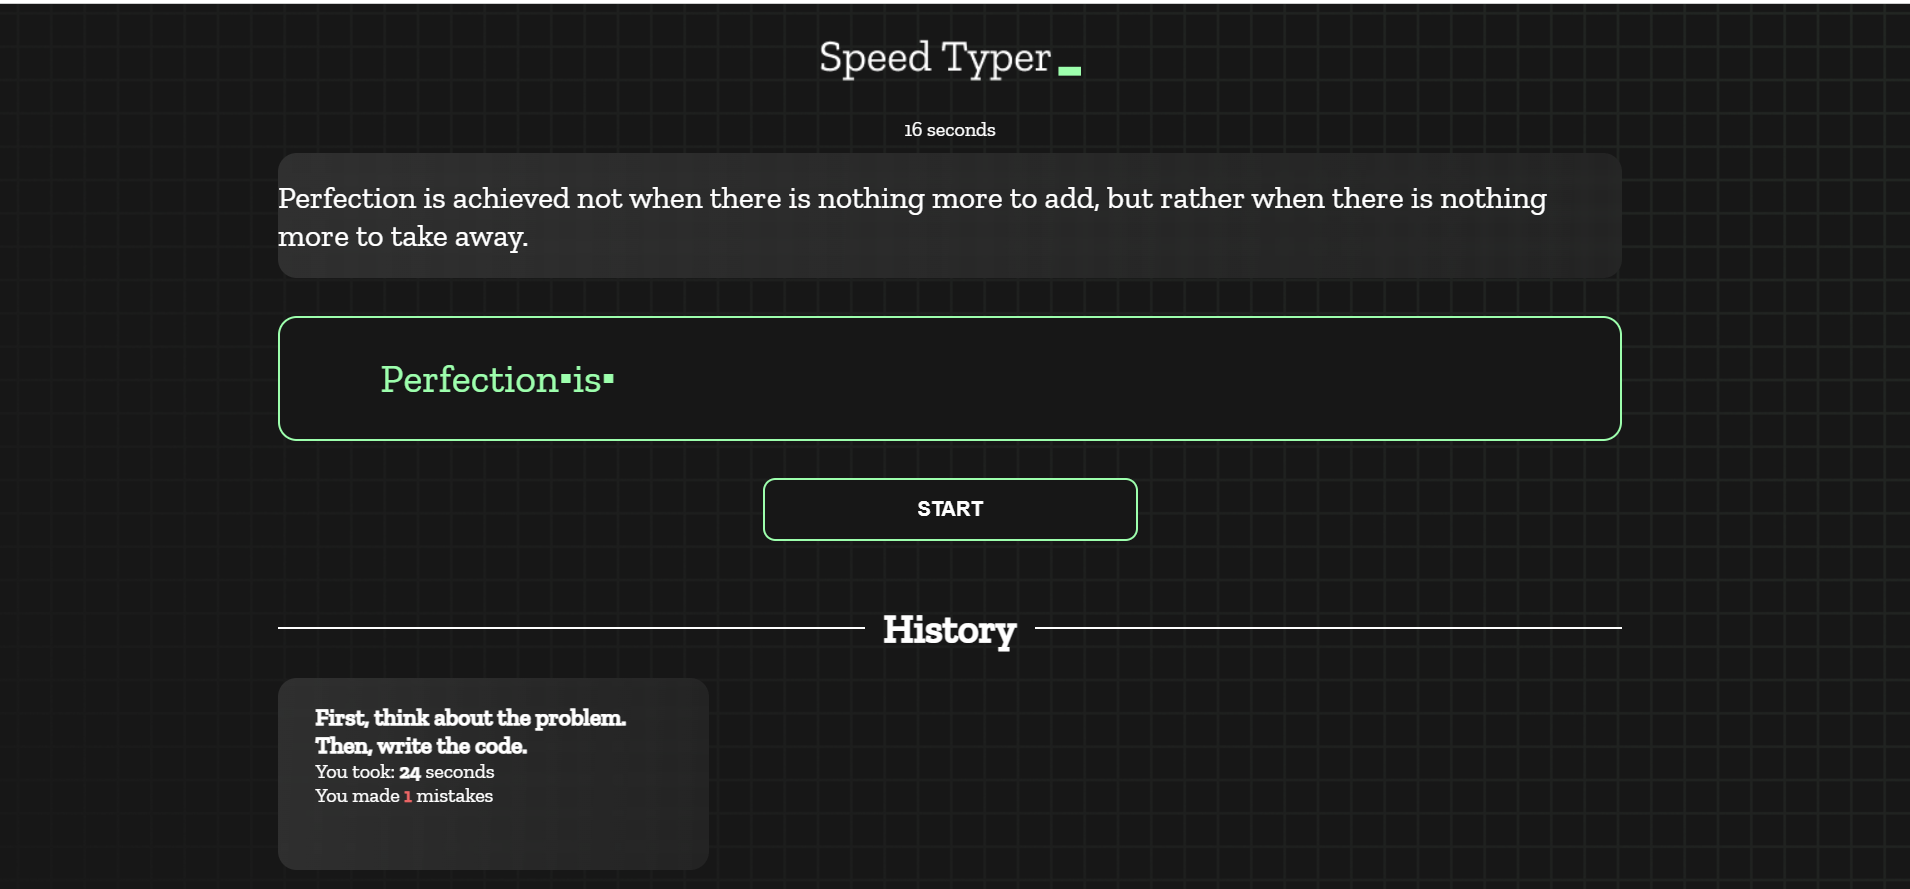 Speed Typer
16 seconds
Perfection is achieved not when there is nothing more to add, but rather when there is nothing
more to take away.
Perfection▪is▪
START
History
First, think about the problem.
Then, write the code.
You took: 24 seconds
You made 1 mistakes